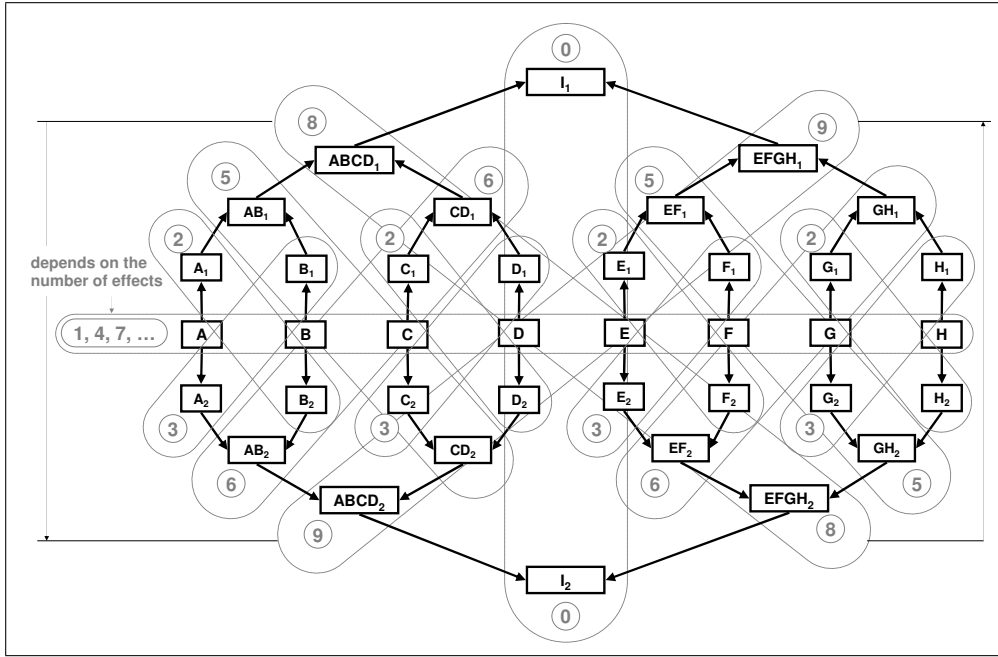 0
I₁
8
9
ABCD₁
EFGH₁
5
6
5
AB₁
CD₁
EF₁
GH₁
2
2
2
2
depends on the
number of effects
A₁
B₁
C₁
D₁
E₁
F₁
G₁
H₁
1, 4, 7, ...
A
B
C
D
E
F
G
H
A₂
B₂
C₂
D₂
E₂
F₂
G₂
H₂
3
3
3
3
AB₂
CD₂
EF₂
GH₂
6
6
5
ABCD₂
EFGH₂
9
8
I₂
0